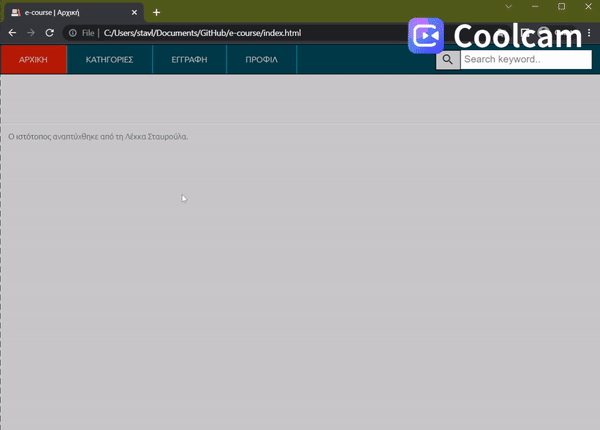 e-course | Αρχική
File C:/Users/stavl/Documents/GitHub/e-course/index.html
Coolcam
ΑΡΧΙΚΗ ΚΑΤΗΓΟΡΙΕΣ ΕΓΓΡΑΦΗ ΠΡΟΦΙΛ Search keyword..
Ο ιστότοπος αναπτύχθηκε από τη Λέκκα Σταυρούλα.